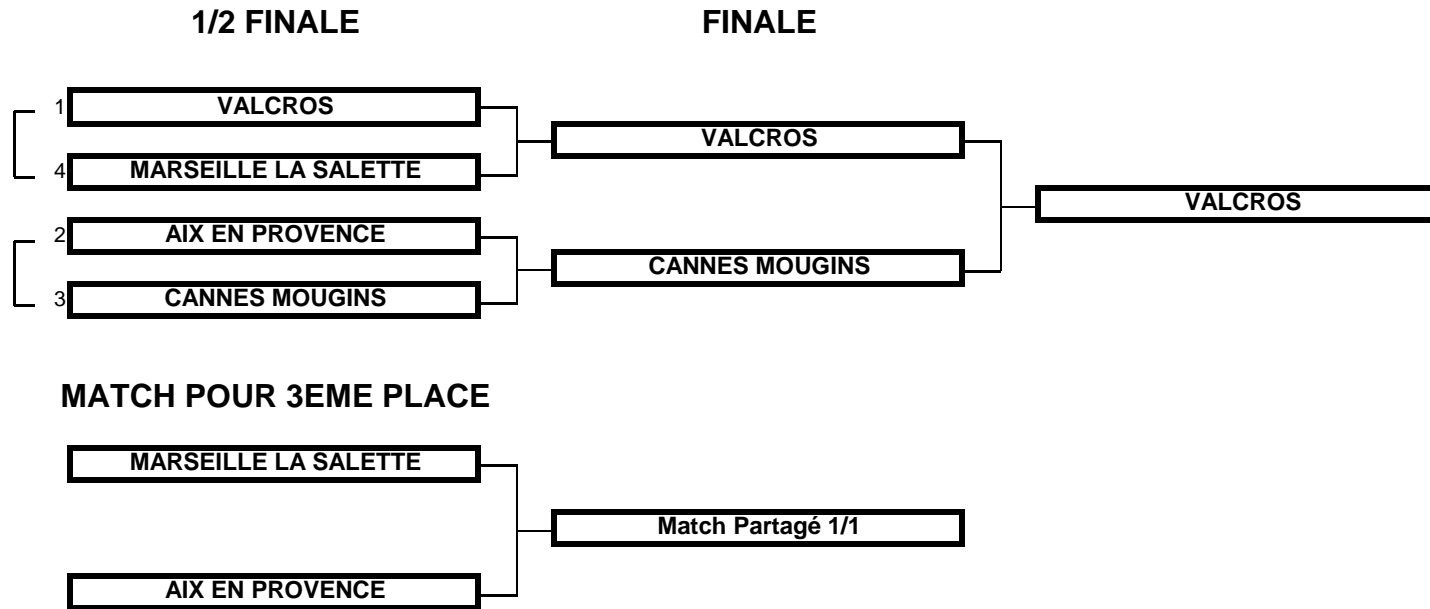 1/2 FINALE
FINALE
1 VALCROS
4 MARSEILLE LA SALETTE
VALCROS
VALCROS
2 AIX EN PROVENCE
3 CANNES MOUGINS
CANNES MOUGINS
MATCH POUR 3EME PLACE
MARSEILLE LA SALETTE
Match Partagé 1/1
AIX EN PROVENCE